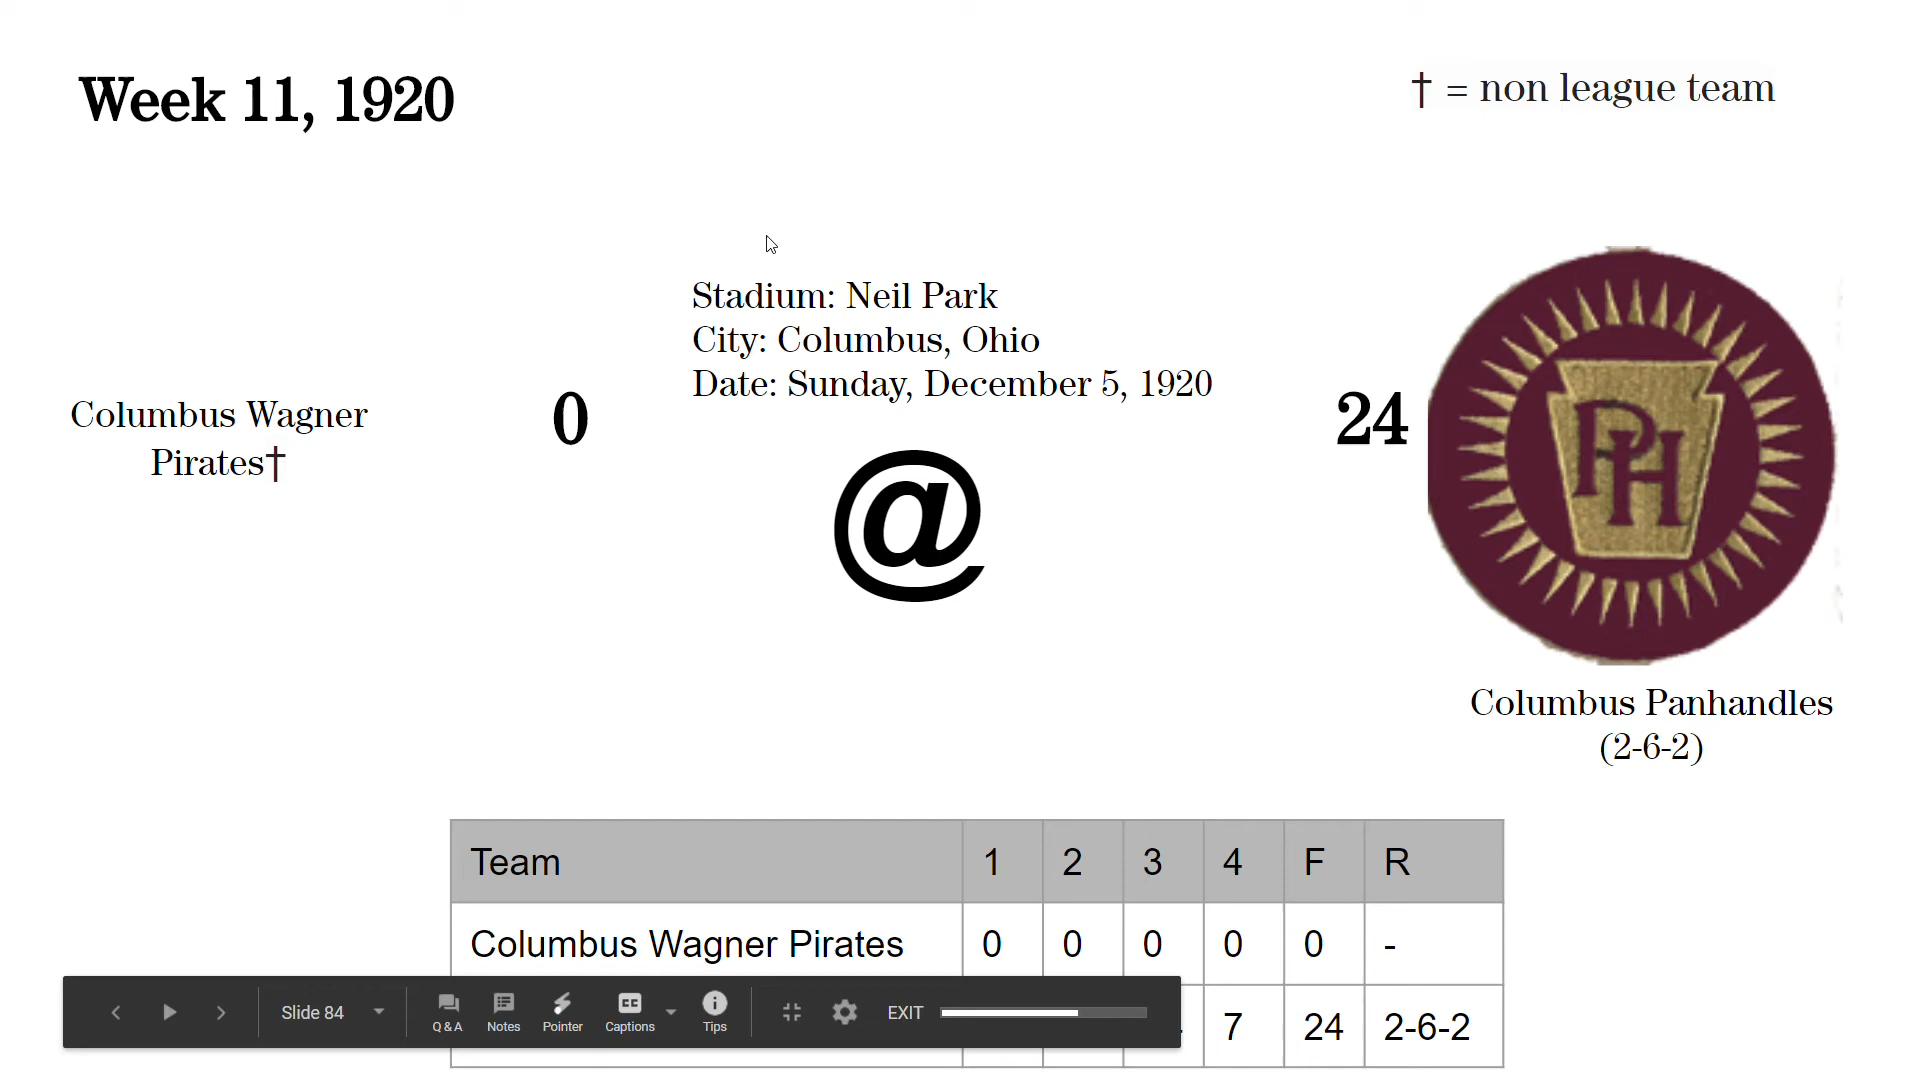 Week 11, 1920
† = non league team
Stadium: Neil Park
City: Columbus, Ohio
Date: Sunday, December 5, 1920
Columbus Wagner
Pirates†
0
@
24
PH
Columbus Panhandles
(2-6-2)
Team 1 2 3 4 F R
Columbus Wagner Pirates 0 0 0 0 0 -
7 24 2-6-2
Slide 84
Q & A
Notes
Pointer
CC
Captions
Tips
EXIT